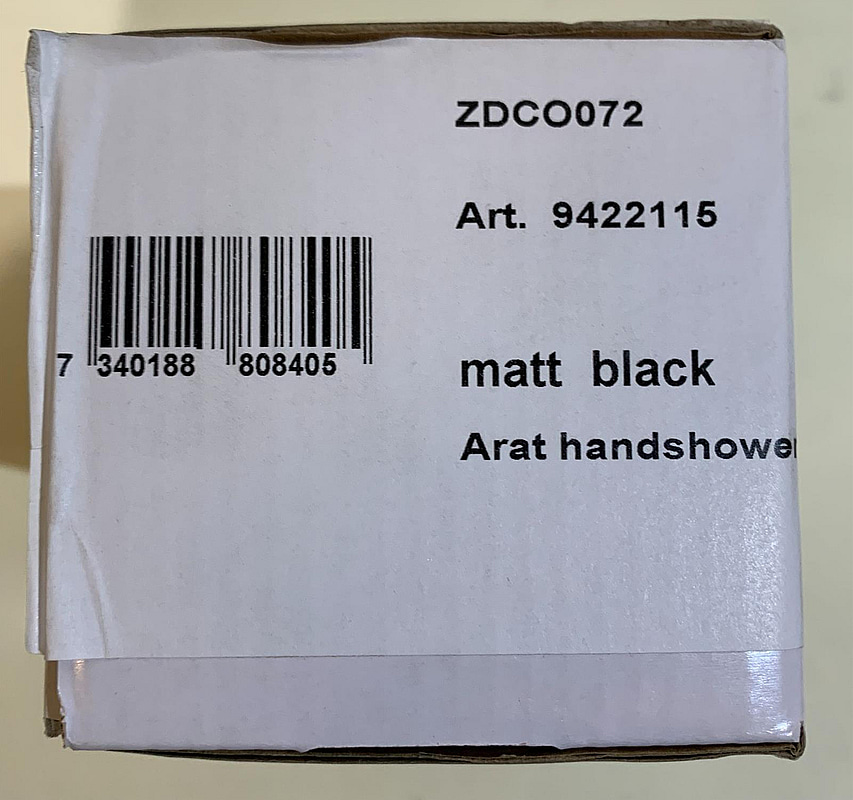 ZDCO072
Art. 9422115
7 340188 808405
matt black
Arat handshower